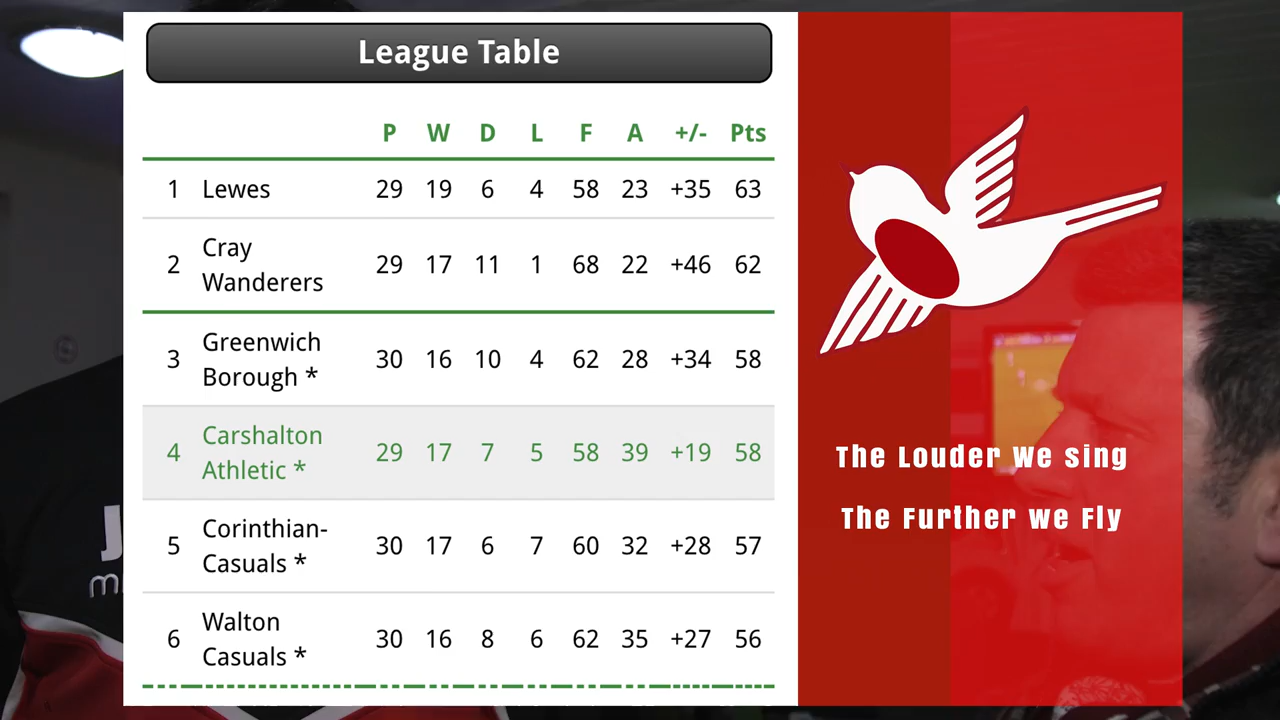 League Table
P W D L F A +/- Pts
1 Lewes 29 19 6 4 58 23 +35 63
2 Cray Wanderers 29 17 11 1 68 22 +46 62
3 Greenwich Borough * 30 16 10 4 62 28 +34 58
4 Carshalton Athletic * 29 17 7 5 58 39 +19 58
5 Corinthian-Casuals * 30 17 6 7 60 32 +28 57
6 Walton Casuals * 30 16 8 6 62 35 +27 56
The Louder We sing
The Further we Fly